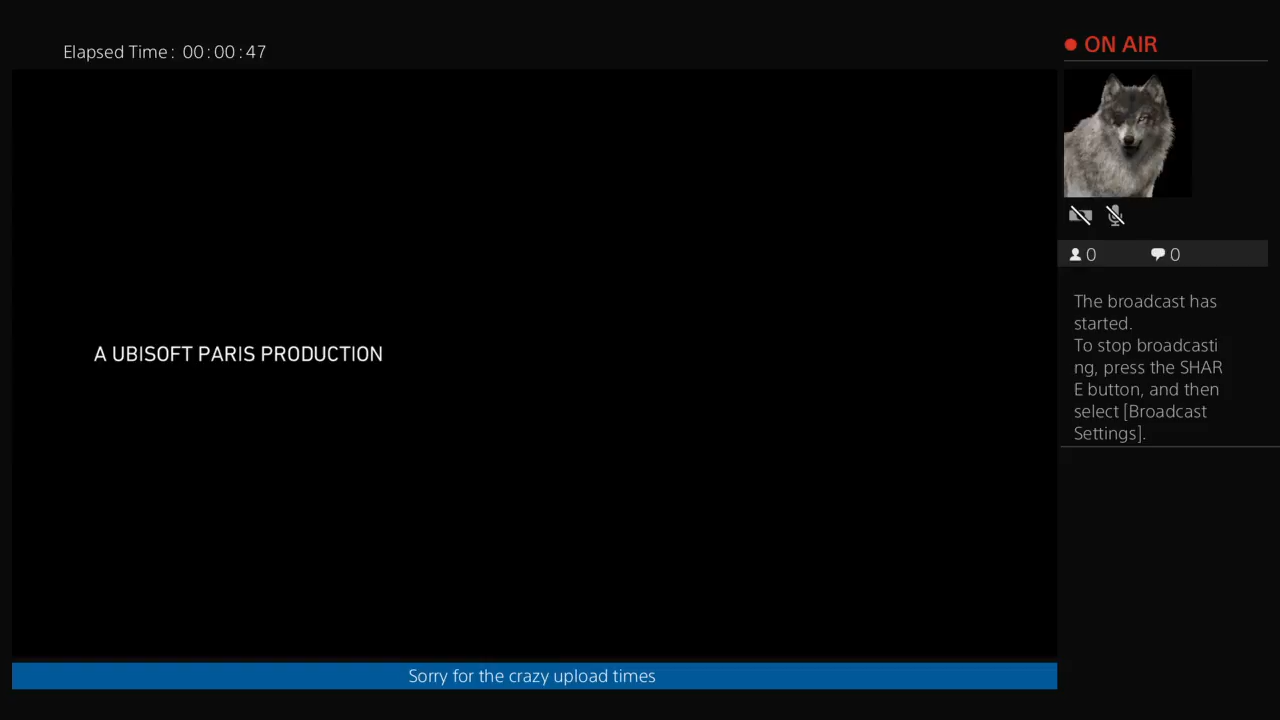 Elapsed Time: 00:00:47
ON AIR
0 0
The broadcast has
started.
To stop broadcasti
ng, press the SHAR
E button, and then
select [Broadcast
Settings].
A UBISOFT PARIS PRODUCTION
Sorry for the crazy upload times